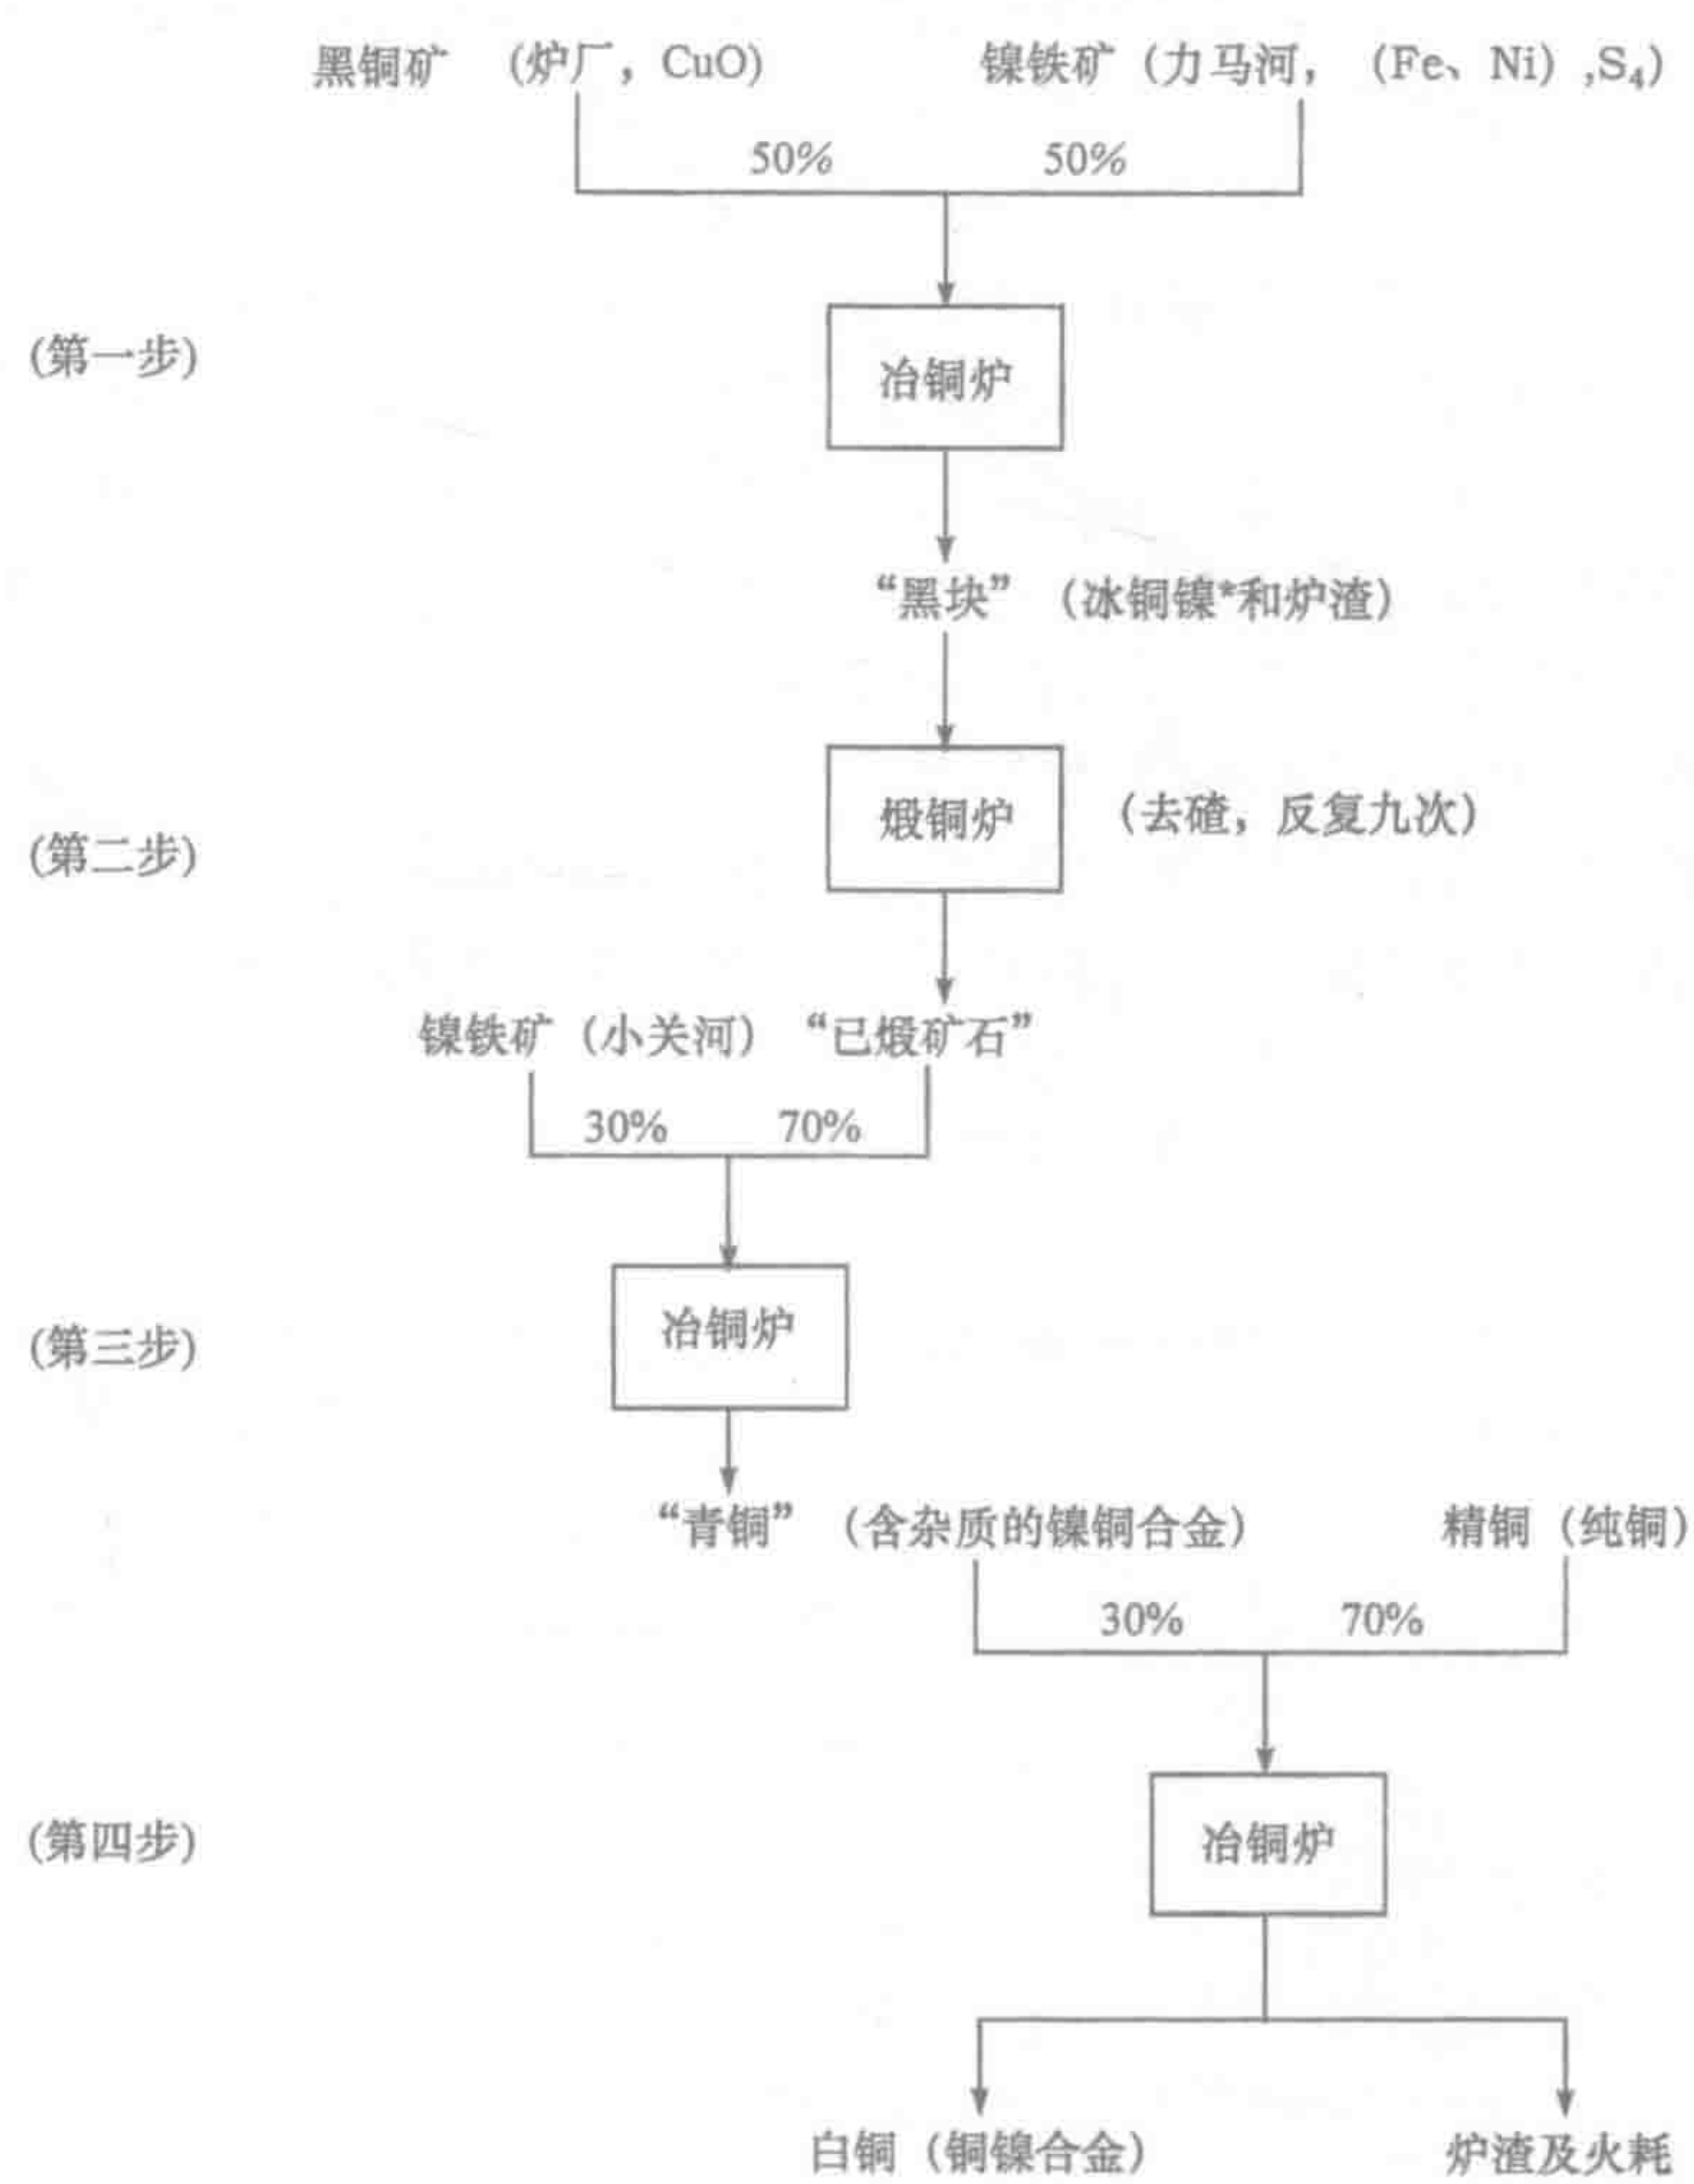 黑铜矿 (炉厂，CuO) 镍铁矿（力马河，(Fe、Ni) ,S₄）
50% 50%
(第一步) 冶铜炉
“黑块”（冰铜镍*和炉渣）
(第二步) 煅铜炉（去碴，反复九次）
镍铁矿（小关河）“已煅矿石”
30% 70%
(第三步) 冶铜炉
“青铜”（含杂质的镍铜合金） 精铜（纯铜）
30% 70%
(第四步) 冶铜炉
白铜（铜镍合金） 炉渣及火耗